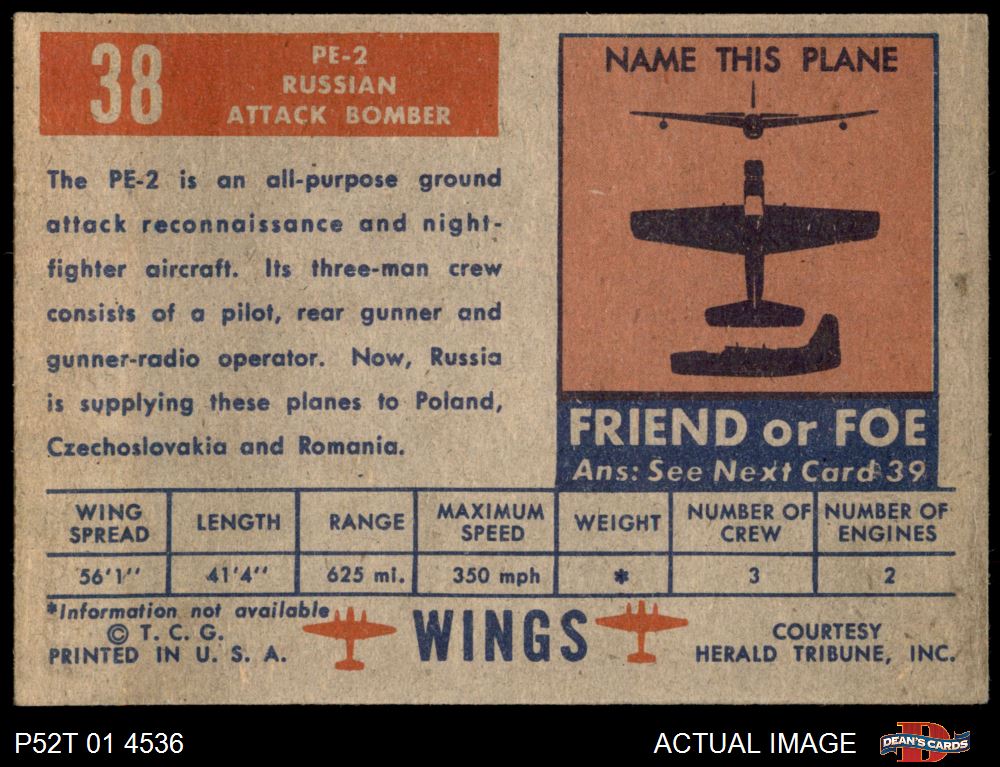 38
PE-2
RUSSIAN
ATTACK BOMBER
The PE-2 is an all-purpose ground
attack reconnaissance and night-
fighter aircraft. Its three-man crew
consists of a pilot, rear gunner and
gunner-radio operator. Now, Russia
is supplying these planes to Poland,
Czechoslovakia and Romania.
NAME THIS PLANE
FRIEND or FOE
Ans: See Next Card 39
WING SPREAD
LENGTH
RANGE
MAXIMUM SPEED
WEIGHT
NUMBER OF CREW
NUMBER OF ENGINES
56'1"
41'4"
625 mi.
350 mph
*
3
2
*Information not available
© T. C. G.
PRINTED IN U. S. A.
WINGS
COURTESY
HERALD TRIBUNE, INC.
P52T 01 4536
ACTUAL IMAGE
DEAN'S CARDS